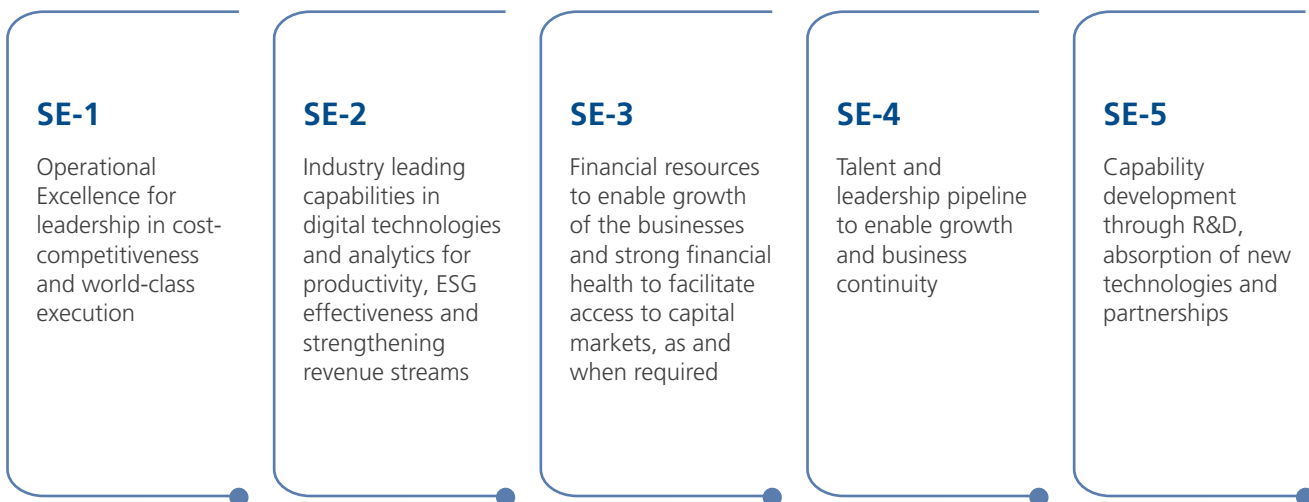 SE-1
Operational
Excellence for
leadership in cost-
competitiveness
and world-class
execution
SE-2
Industry leading
capabilities in
digital technologies
and analytics for
productivity, ESG
effectiveness and
strengthening
revenue streams
SE-3
Financial resources
to enable growth
of the businesses
and strong financial
health to facilitate
access to capital
markets, as and
when required
SE-4
Talent and
leadership pipeline
to enable growth
and business
continuity
SE-5
Capability
development
through R&D,
absorption of new
technologies and
partnerships